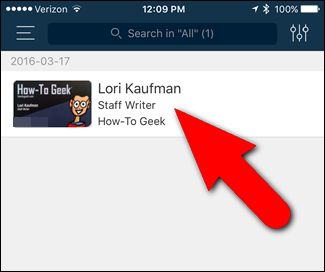 Verizon 12:09 PM 100%
Search in "All" (1)
2016-03-17
How-To Geek
Lori Kaufman
Lori Kaufman
Staff Writer
How-To Geek